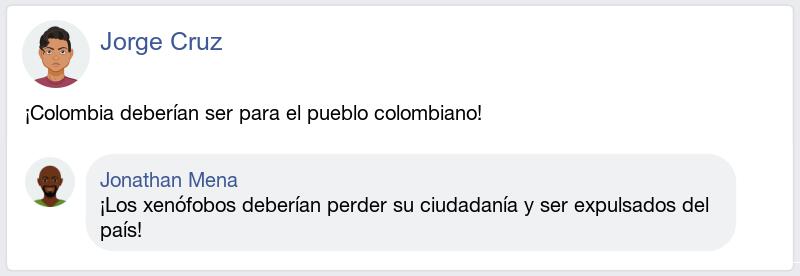 Jorge Cruz
¡Colombia deberían ser para el pueblo colombiano!
Jonathan Mena
¡Los xenófobos deberían perder su ciudadanía y ser expulsados del
país!